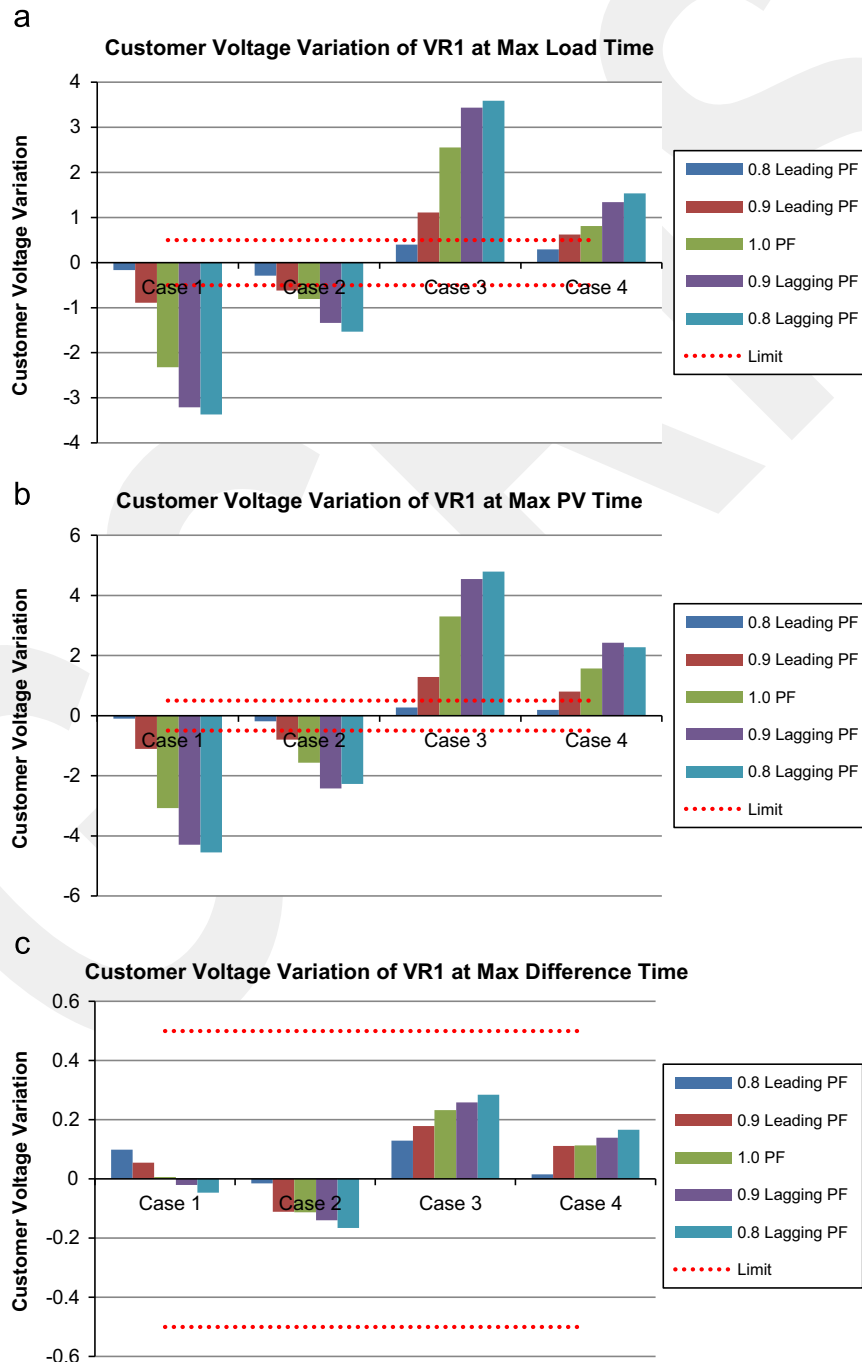 a
Customer Voltage Variation of VR1 at Max Load Time
Customer Voltage Variation
4
3
2
1
0
-1
-2
-3
-4
Case 1
Case 2
Case 3
Case 4
0.8 Leading PF
0.9 Leading PF
1.0 PF
0.9 Lagging PF
0.8 Lagging PF
Limit
b
Customer Voltage Variation of VR1 at Max PV Time
Customer Voltage Variation
6
4
2
0
-2
-4
-6
Case 1
Case 2
Case 3
Case 4
0.8 Leading PF
0.9 Leading PF
1.0 PF
0.9 Lagging PF
0.8 Lagging PF
Limit
c
Customer Voltage Variation of VR1 at Max Difference Time
Customer Voltage Variation
0.6
0.4
0.2
0
-0.2
-0.4
-0.6
Case 1
Case 2
Case 3
Case 4
0.8 Leading PF
0.9 Leading PF
1.0 PF
0.9 Lagging PF
0.8 Lagging PF
Limit